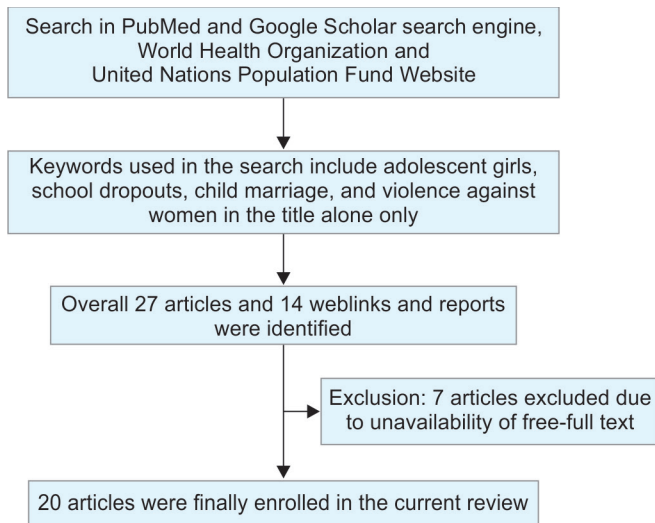 Search in PubMed and Google Scholar search engine,
World Health Organization and
United Nations Population Fund Website
Keywords used in the search include adolescent girls,
school dropouts, child marriage, and violence against
women in the title alone only
Overall 27 articles and 14 weblinks and reports
were identified
Exclusion: 7 articles excluded due
to unavailability of free-full text
20 articles were finally enrolled in the current review